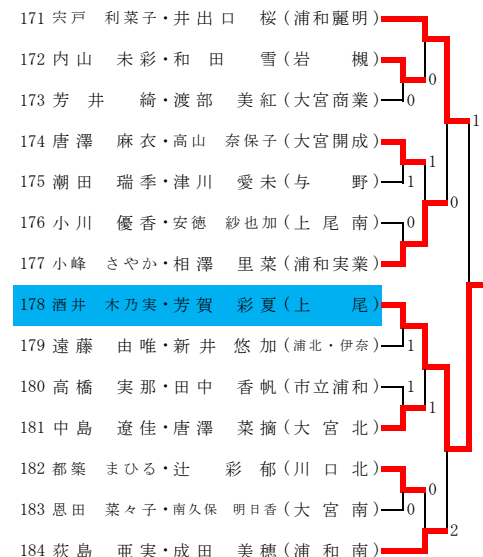 171 宍戸 利菜子・井出口 桜(浦和麗明)
172 内山 未彩・和田 雪(岩槻)
173 芳井 綺・渡部 美紅(大宮商業)
174 唐澤 麻衣・高山 奈保子(大宮開成)
175 潮田 瑞季・津川 愛未(与野)
176 小川 優香・安徳 紗也加(上尾南)
177 小峰 さやか・相澤 里菜(浦和実業)
178 酒井 木乃実・芳賀 彩夏(上尾)
179 遠藤 由唯・新井 悠加(浦北・伊奈)
180 高橋 実那・田中 香帆(市立浦和)
181 中島 遼佳・唐澤 菜摘(大宮北)
182 都築 まひる・辻 彩郁(川口北)
183 恩田 菜々子・南久保 明日香(大宮南)
184 荻島 亜実・成田 美穂(浦和南)
0
0
1
1
1
0
0
1
1
1
0
0
2